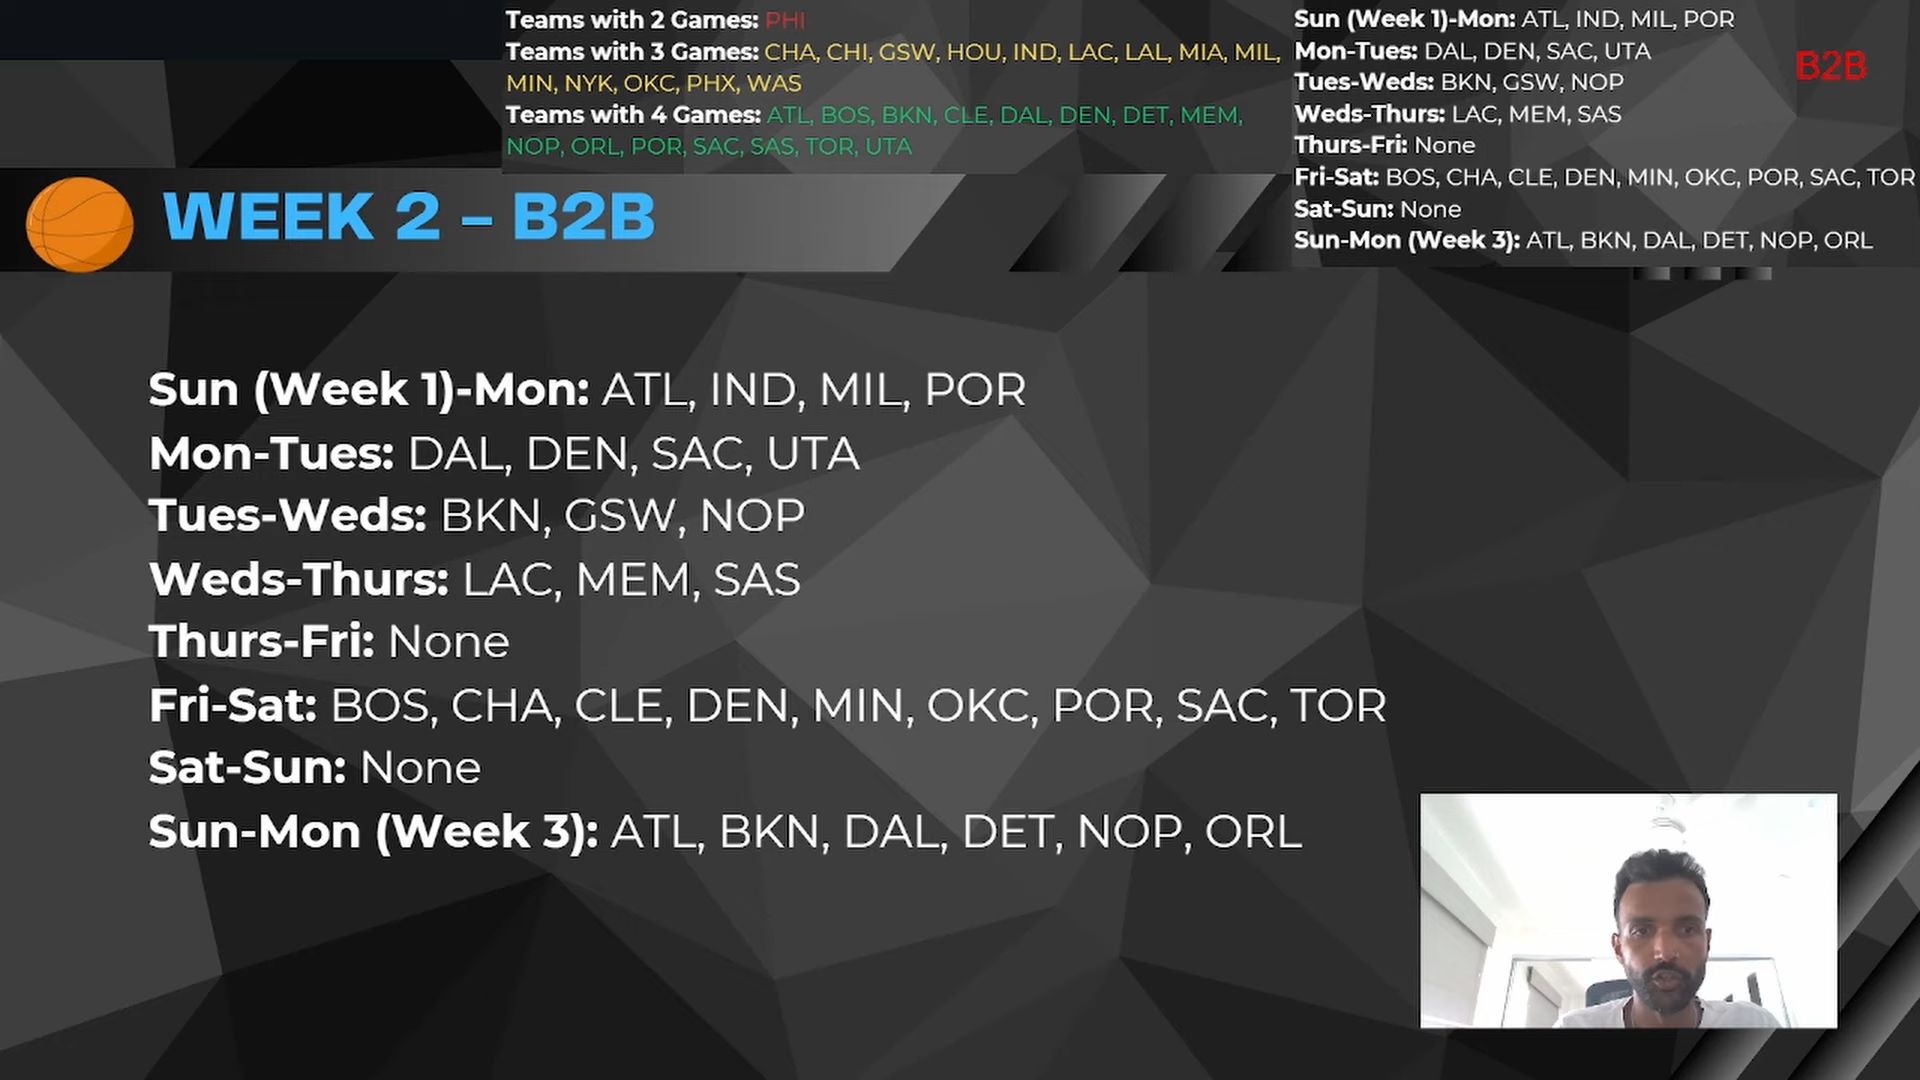 Teams with 2 Games: PHI
Teams with 3 Games: CHA, CHI, GSW, HOU, IND, LAC, LAL, MIA, MIL,
MIN, NYK, OKC, PHX, WAS
Teams with 4 Games: ATL, BOS, BKN, CLE, DAL, DEN, DET, MEM,
NOP, ORL, POR, SAC, SAS, TOR, UTA
Sun (Week 1)-Mon: ATL, IND, MIL, POR
Mon-Tues: DAL, DEN, SAC, UTA
Tues-Weds: BKN, GSW, NOP
Weds-Thurs: LAC, MEM, SAS
Thurs-Fri: None
Fri-Sat: BOS, CHA, CLE, DEN, MIN, OKC, POR, SAC, TOR
Sat-Sun: None
Sun-Mon (Week 3): ATL, BKN, DAL, DET, NOP, ORL
B2B
WEEK 2 – B2B
Sun (Week 1)-Mon: ATL, IND, MIL, POR
Mon-Tues: DAL, DEN, SAC, UTA
Tues-Weds: BKN, GSW, NOP
Weds-Thurs: LAC, MEM, SAS
Thurs-Fri: None
Fri-Sat: BOS, CHA, CLE, DEN, MIN, OKC, POR, SAC, TOR
Sat-Sun: None
Sun-Mon (Week 3): ATL, BKN, DAL, DET, NOP, ORL